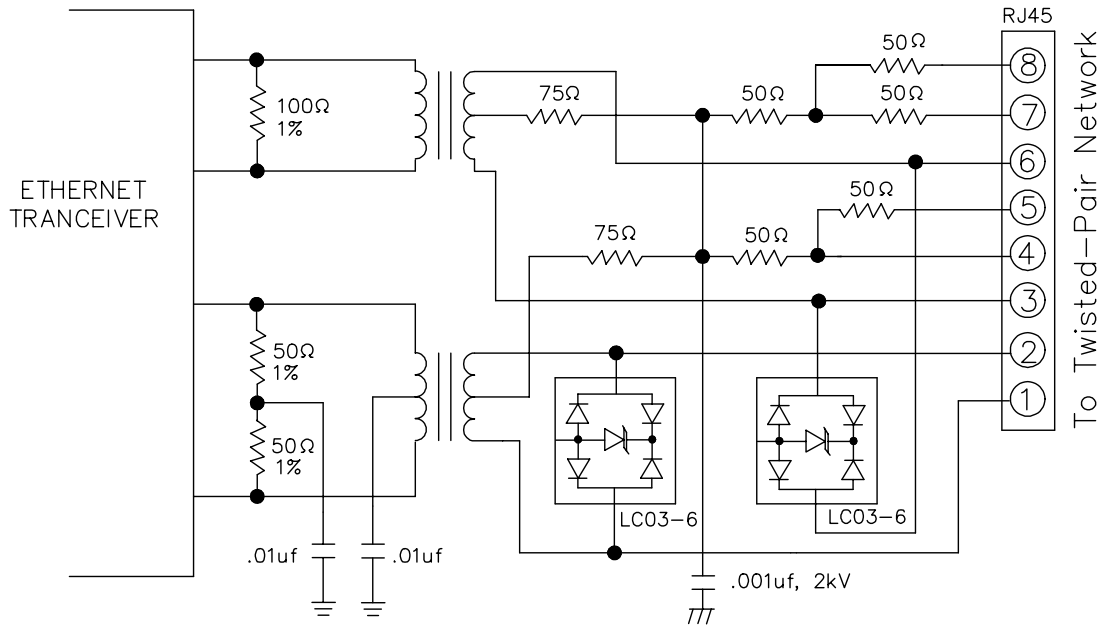 RJ45
50Ω
8
100Ω
1%
75Ω
50Ω
50Ω
7
6
ETHERNET
TRANCEIVER
50Ω
5
75Ω
50Ω
4
3
50Ω
1%
2
1
50Ω
1%
LC03-6
LC03-6
.01uf
.01uf
.001uf, 2kV
To Twisted-Pair Network